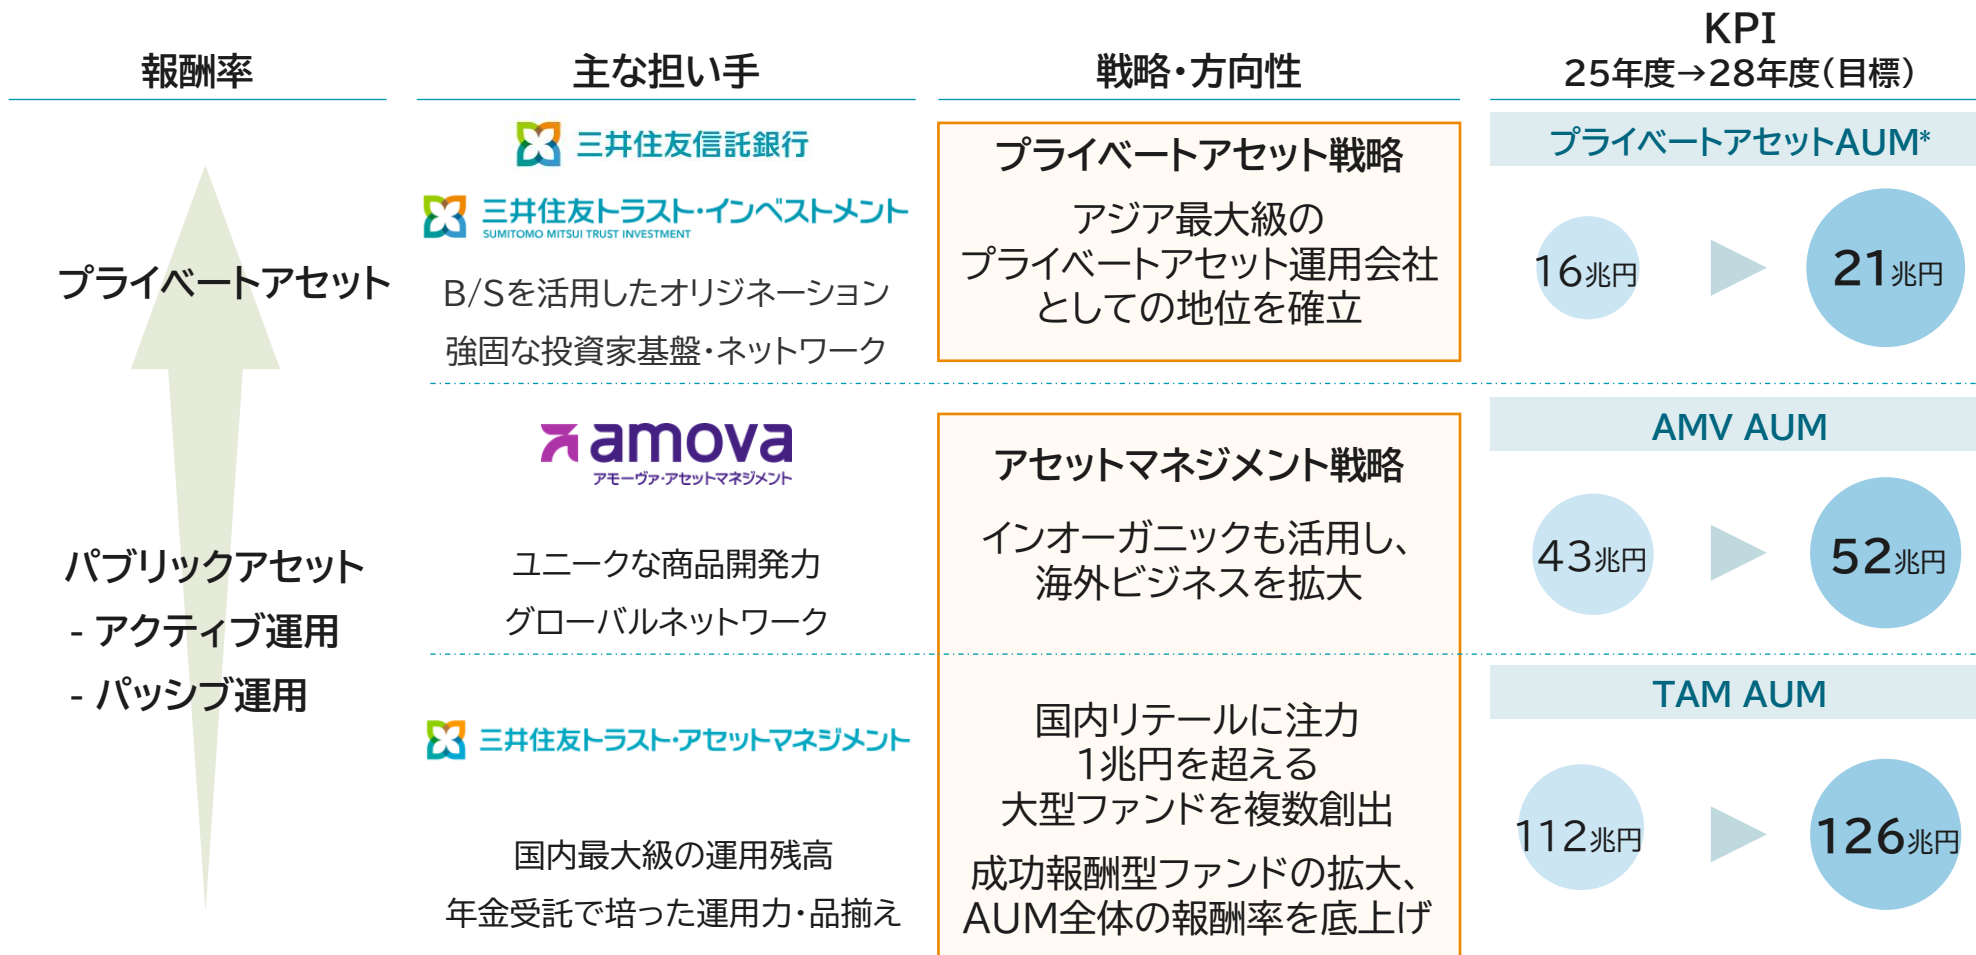 報酬率
主な担い手
戦略・方向性
KPI
25年度→28年度(目標)
プライベートアセット
パブリックアセット
- アクティブ運用
- パッシブ運用
三井住友信託銀行
三井住友トラスト・インベストメント
SUMITOMO MITSUI TRUST INVESTMENT
B/Sを活用したオリジネーション
強固な投資家基盤・ネットワーク
プライベートアセット戦略
アジア最大級の
プライベートアセット運用会社
としての地位を確立
プライベートアセットAUM*
16兆円
21兆円
amova
アモーヴァ・アセットマネジメント
ユニークな商品開発力
グローバルネットワーク
アセットマネジメント戦略
インオーガニックも活用し、
海外ビジネスを拡大
AMV AUM
43兆円
52兆円
三井住友トラスト・アセットマネジメント
国内最大級の運用残高
年金受託で培った運用力・品揃え
国内リテールに注力
1兆円を超える
大型ファンドを複数創出
成功報酬型ファンドの拡大、
AUM全体の報酬率を底上げ
TAM AUM
112兆円
126兆円